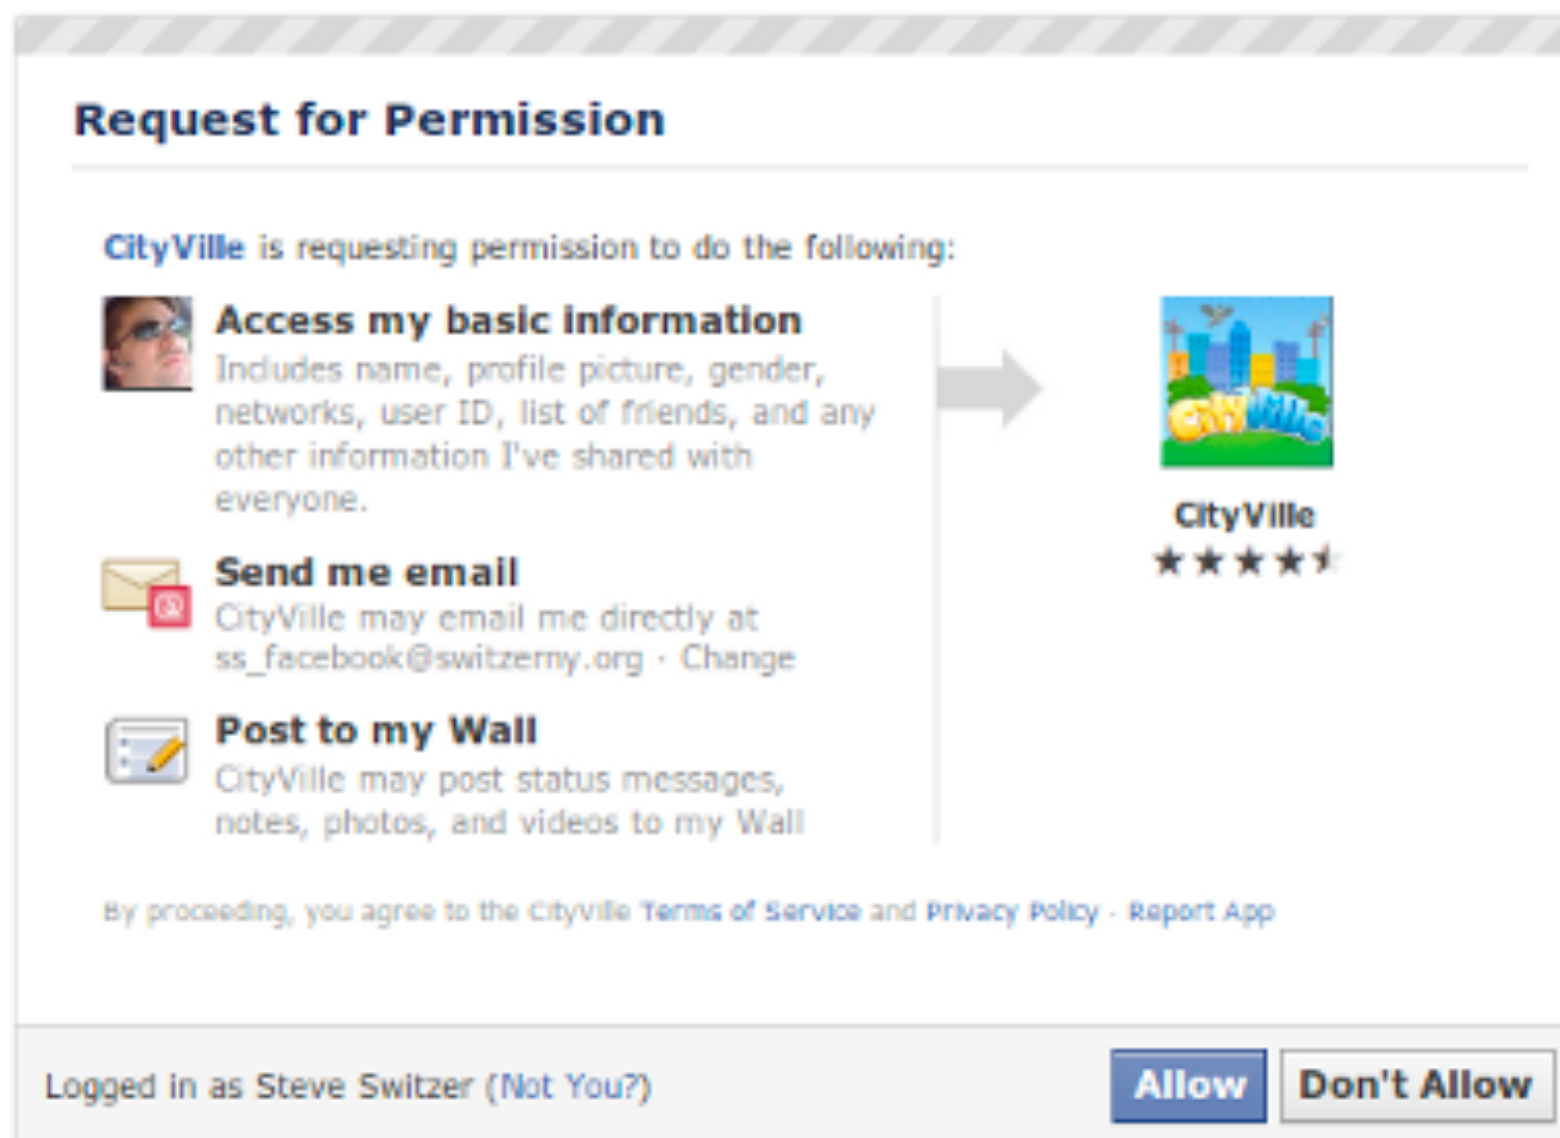 Request for Permission
CityVille is requesting permission to do the following:
Access my basic information
Includes name, profile picture, gender,
networks, user ID, list of friends, and any
other information I've shared with
everyone.
Send me email
CityVille may email me directly at
ss_facebook@switzerny.org · Change
Post to my Wall
CityVille may post status messages,
notes, photos, and videos to my Wall
CityVille
CityVille
By proceeding, you agree to the CityVille Terms of Service and Privacy Policy · Report App
Logged in as Steve Switzer (Not You?)
Allow
Don't Allow